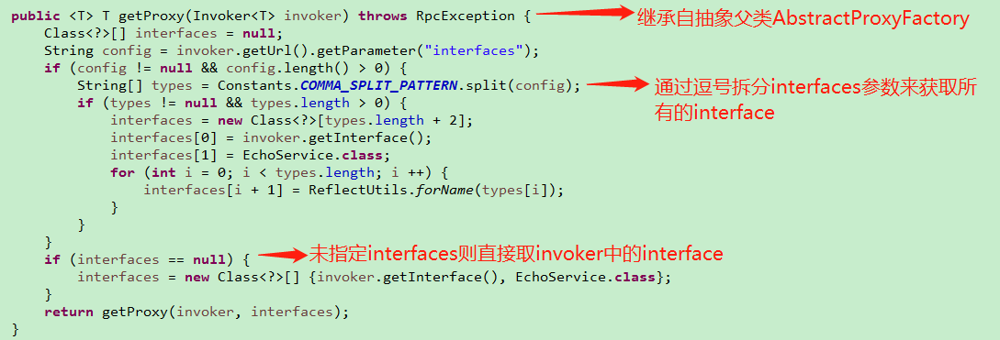 public <T> T getProxy(Invoker<T> invoker) throws RpcException {
继承自抽象父类AbstractProxyFactory
Class<?>[] interfaces = null;
String config = invoker.getUrl().getParameter("interfaces");
if (config != null && config.length() > 0) {
String[] types = Constants.COMMA_SPLIT_PATTERN.split(config);
通过逗号拆分interfaces参数来获取所
有的interface
if (types != null && types.length > 0) {
interfaces = new Class<?>[types.length + 2];
interfaces[0] = invoker.getInterface();
interfaces[1] = EchoService.class;
for (int i = 0; i < types.length; i ++) {
interfaces[i + 1] = ReflectUtils.forName(types[i]);
}
}
}
if (interfaces == null) {
未指定interfaces则直接取invoker中的interface
interfaces = new Class<?>[] {invoker.getInterface(), EchoService.class};
}
return getProxy(invoker, interfaces);
}